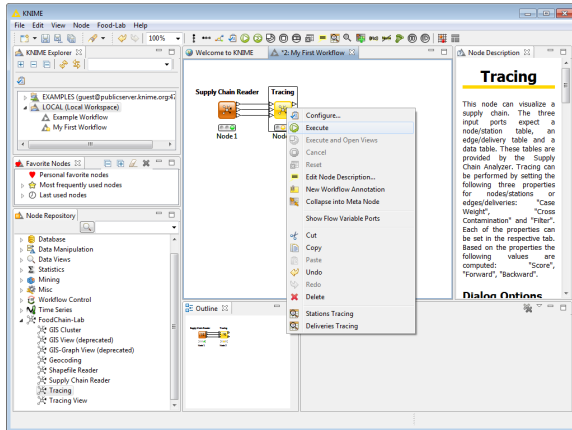 KNIME
File Edit View Node Food-Lab Help
100%
KNIME Explorer
EXAMPLES (guest@publicserver.knime.org:47
LOCAL (Local Workspace)
Example Workflow
My First Workflow
Favorite Nodes
Personal favorite nodes
Most frequently used nodes
Last used nodes
Node Repository
Database
Data Manipulation
Data Views
Statistics
Mining
Misc
Workflow Control
Time Series
FoodChain-Lab
GIS Cluster
GIS View (deprecated)
GIS-Graph View (deprecated)
Geocoding
Shapefile Reader
Supply Chain Reader
Tracing
Tracing View
Welcome to KNIME
*2: My First Workflow
Supply Chain Reader Tracing
Node 1
Configure...
Execute
Execute and Open Views
Cancel
Reset
Edit Node Description...
New Workflow Annotation
Collapse into Meta Node
Show Flow Variable Ports
Cut
Copy
Paste
Undo
Redo
Delete
Stations Tracing
Deliveries Tracing
Outline
Node Description
Tracing
This node can visualize a
supply chain. The three
input ports expect a
node/station table, an
edge/delivery table and a
data table. These tables are
provided by the Supply
Chain Analyzer. Tracing can
be performed by setting the
following three properties
for nodes/stations or
edges/deliveries: "Case
Weight", "Cross
Contamination" and "Filter".
Each of the properties can
be set in the respective tab.
Based on the properties the
following values are
computed: "Score",
"Forward", "Backward".
Dialog Options